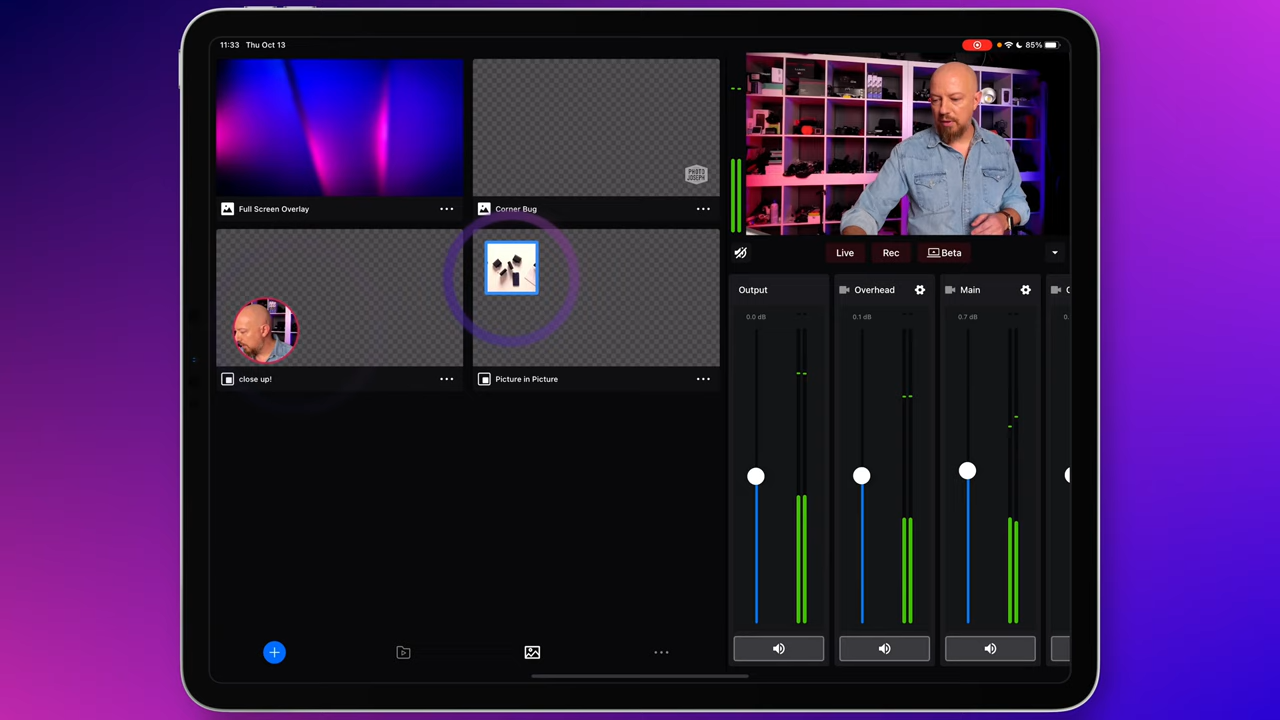 11:33 Thu Oct 13
85%
PHOTO
JOSEPH
Full Screen Overlay
Corner Bug
close up!
Picture in Picture
Live
Rec
Beta
Output
Overhead
Main
0.0 dB
0.1 dB
0.7 dB